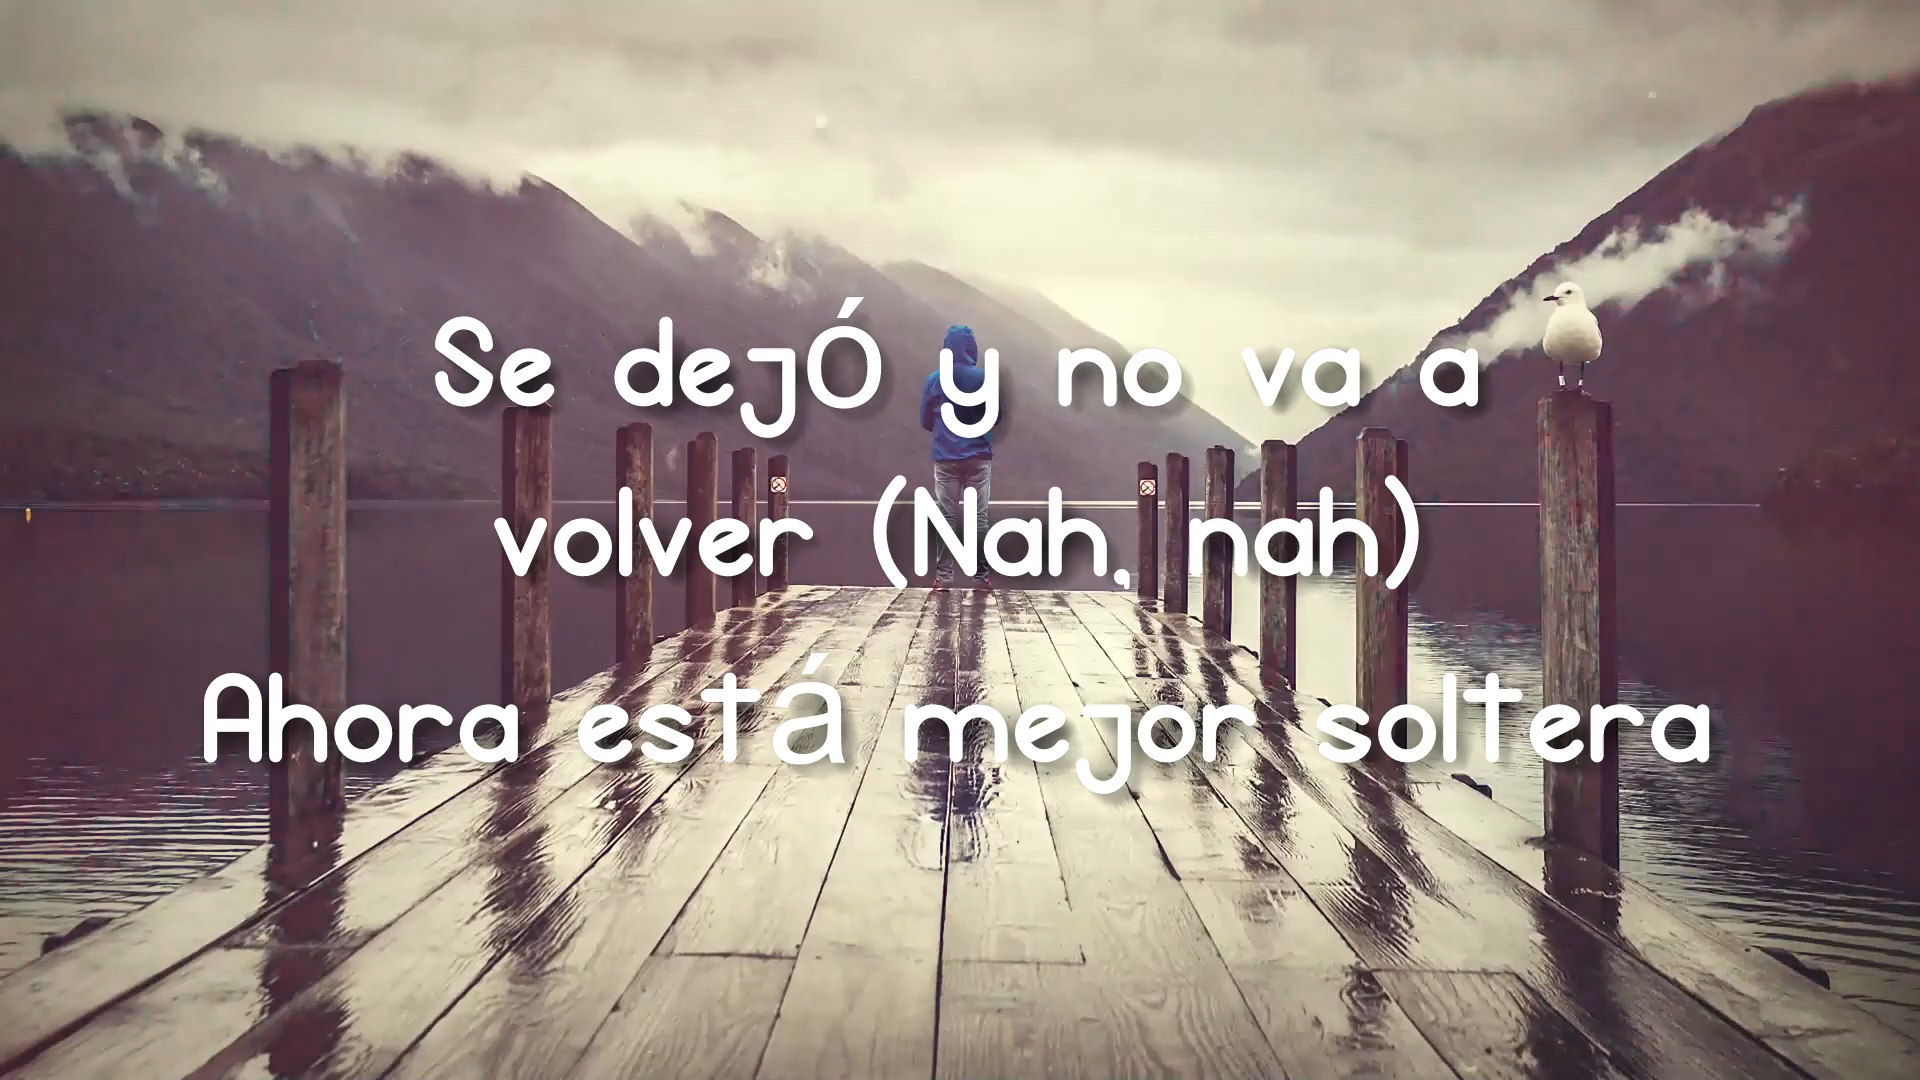 Se dejÓ y no va a
volver (Nah, nah)
Ahora está mejor soltera